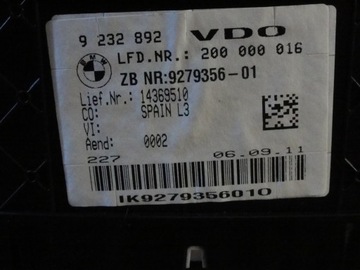 9 232 892 VDO
BMW LFD.NR.: 200 000 016
ZB NR:9279356-01
Lief.Nr.: 14369510
CO: SPAIN L3
VI:
Aend: 0002
227 06.09.11
IK9279356010